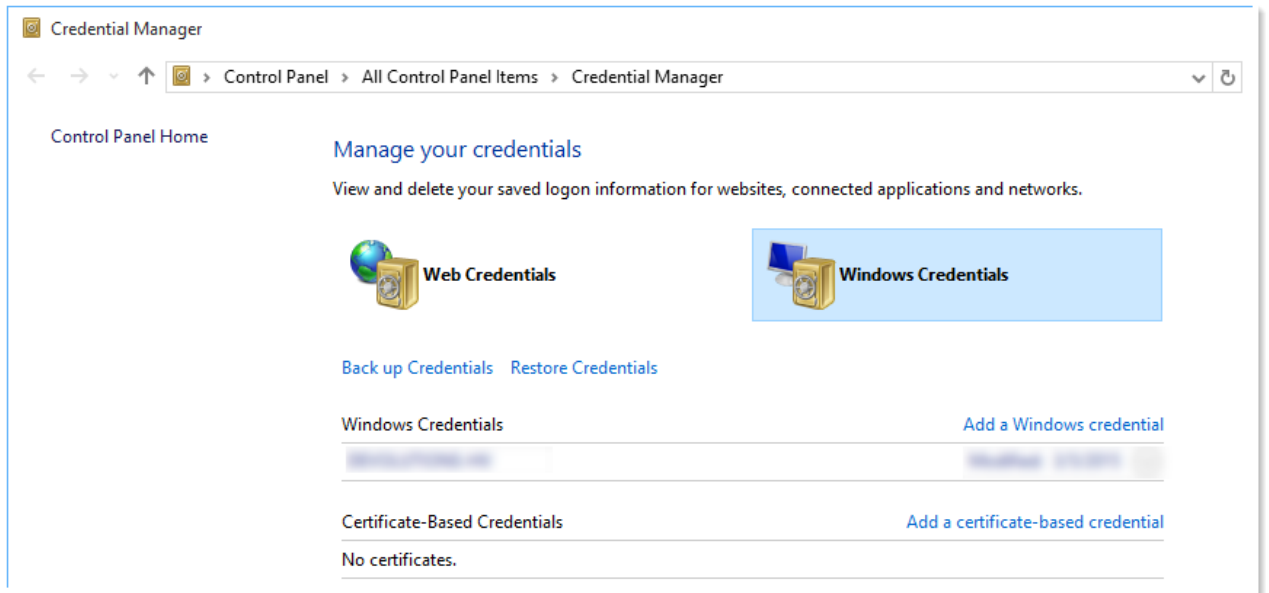 Credential Manager
Control Panel > All Control Panel Items > Credential Manager
Control Panel Home
Manage your credentials
View and delete your saved logon information for websites, connected applications and networks.
Web Credentials
Windows Credentials
Back up Credentials Restore Credentials
Windows Credentials Add a Windows credential
Certificate-Based Credentials Add a certificate-based credential
No certificates.